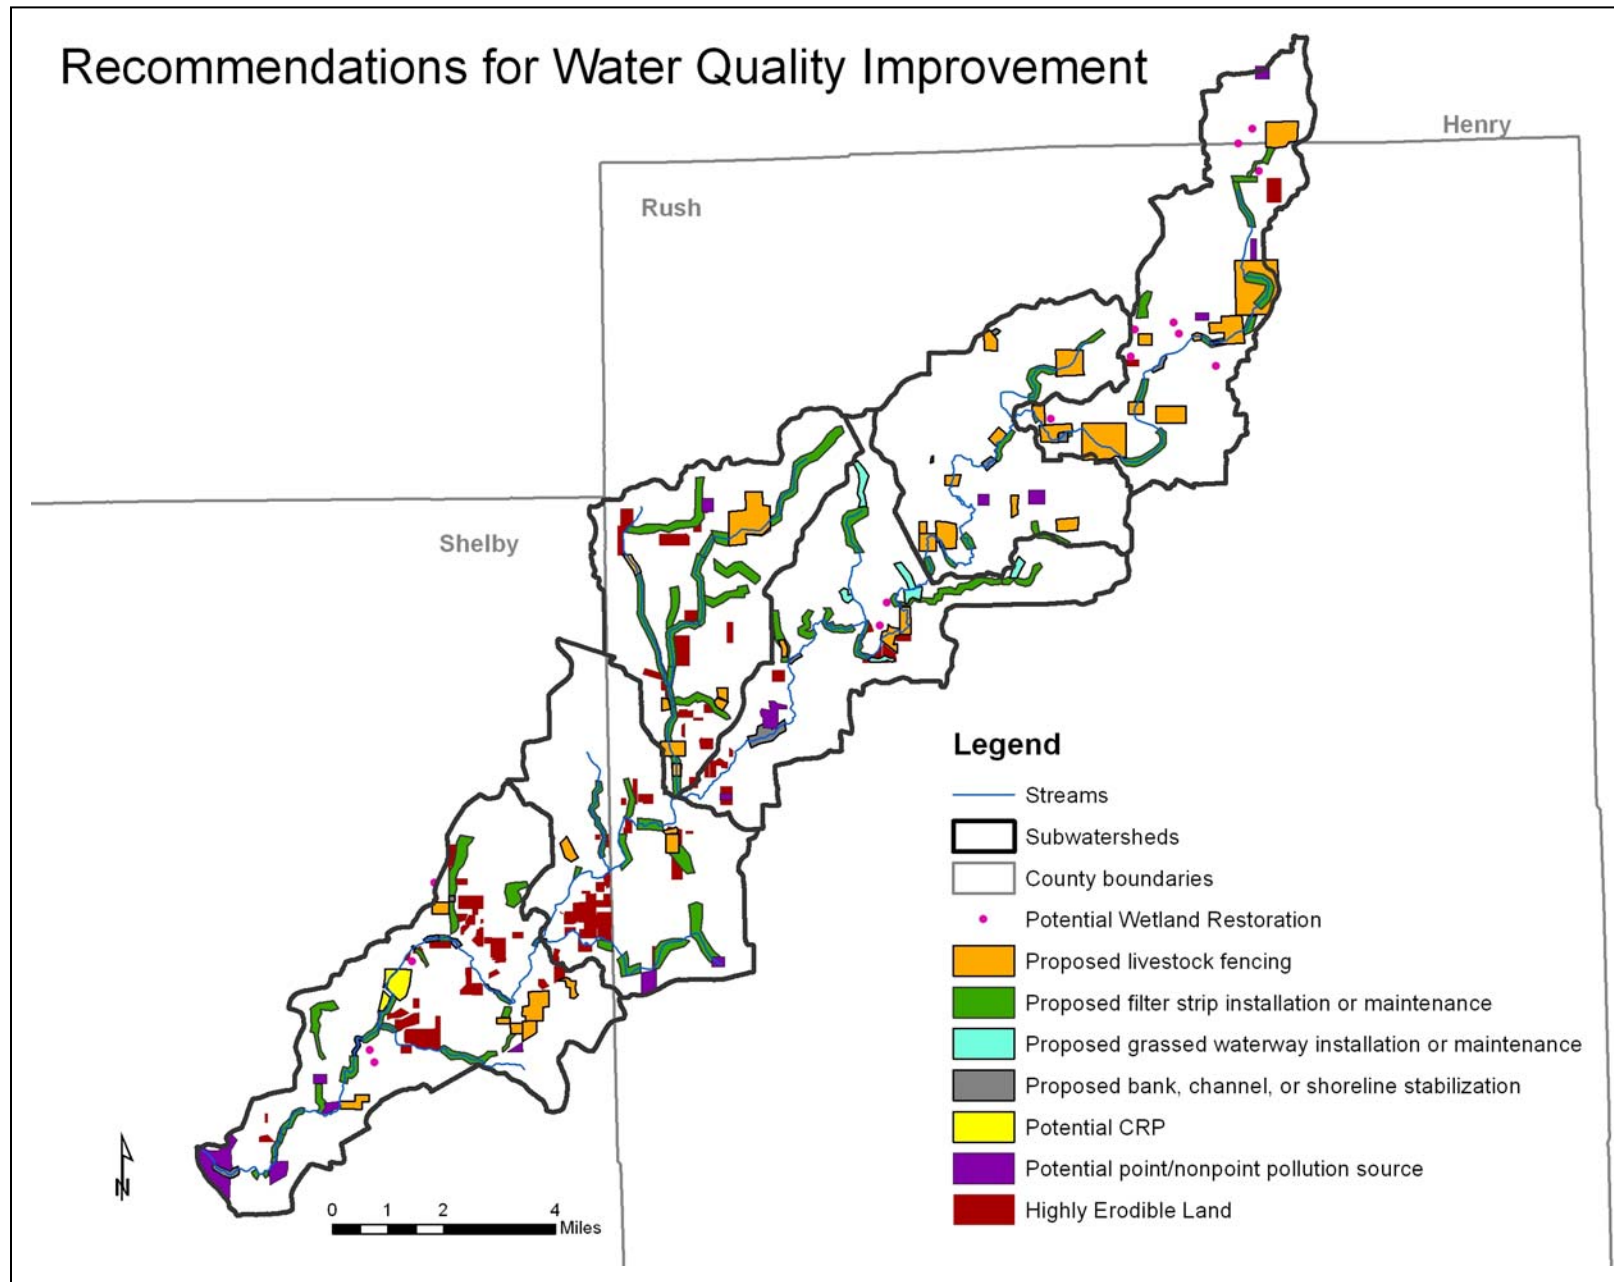 Recommendations for Water Quality Improvement
Henry
Rush
Shelby
Legend
Streams
Subwatersheds
County boundaries
Potential Wetland Restoration
Proposed livestock fencing
Proposed filter strip installation or maintenance
Proposed grassed waterway installation or maintenance
Proposed bank, channel, or shoreline stabilization
Potential CRP
Potential point/nonpoint pollution source
Highly Erodible Land
N
0 1 2 4
Miles